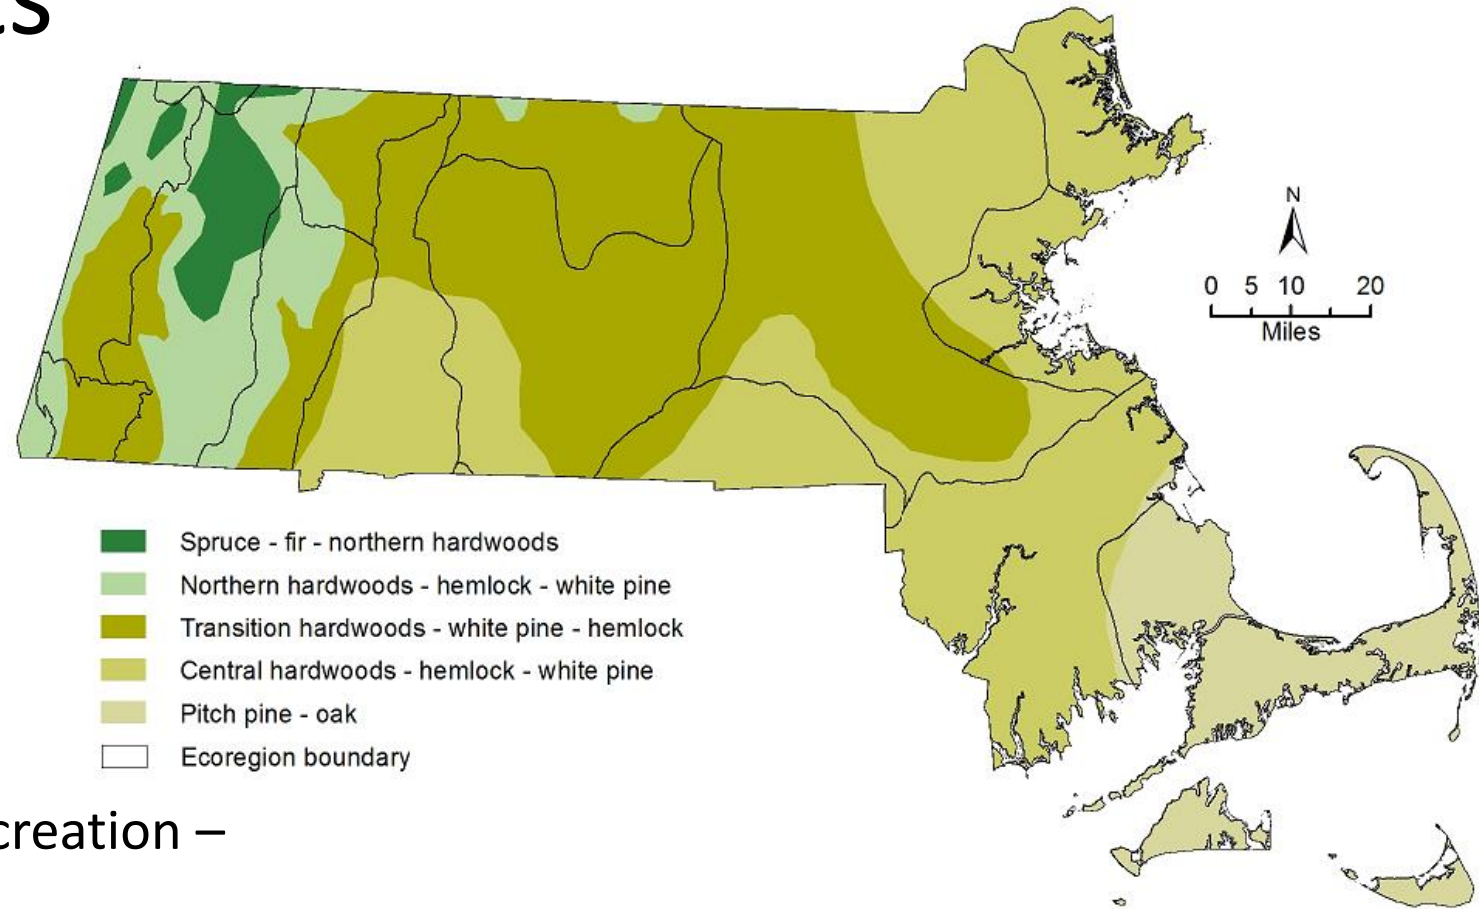 N
0 5 10 20
Miles
Spruce - fir - northern hardwoods
Northern hardwoods - hemlock - white pine
Transition hardwoods - white pine - hemlock
Central hardwoods - hemlock - white pine
Pitch pine - oak
Ecoregion boundary
creation –